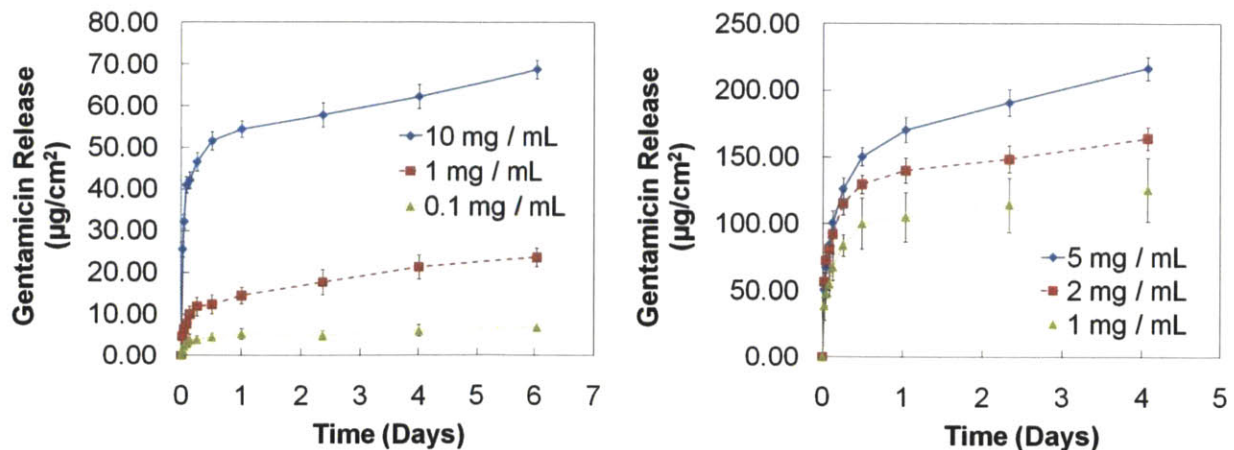 80.00
70.00
60.00
50.00
40.00
30.00
20.00
10.00
0.00
Gentamicin Release
(µg/cm²)
10 mg / mL
1 mg / mL
0.1 mg / mL
0 1 2 3 4 5 6 7
Time (Days)
250.00
200.00
150.00
100.00
50.00
0.00
Gentamicin Release
(µg/cm²)
5 mg / mL
2 mg / mL
1 mg / mL
0 1 2 3 4 5
Time (Days)